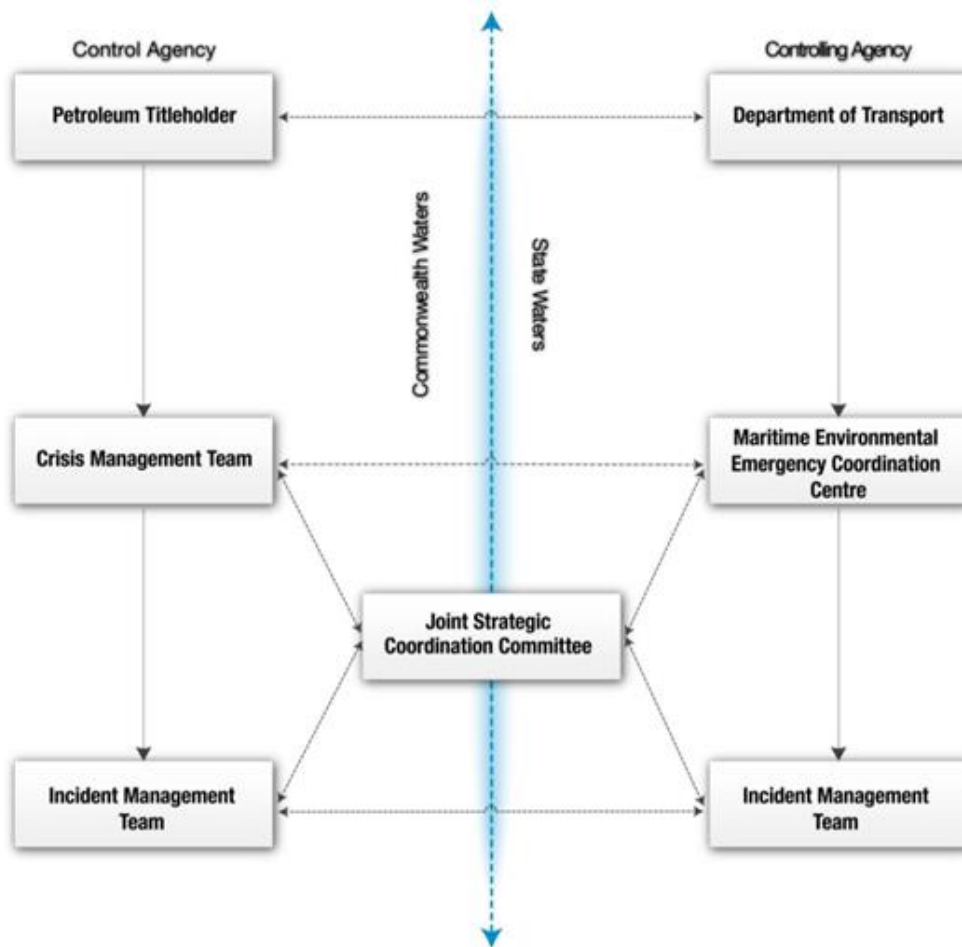 Control Agency
Controlling Agency
Petroleum Titleholder
Department of Transport
Commonwealth Waters
State Waters
Crisis Management Team
Maritime Environmental
Emergency Coordination
Centre
Joint Strategic
Coordination Committee
Incident Management
Team
Incident Management
Team